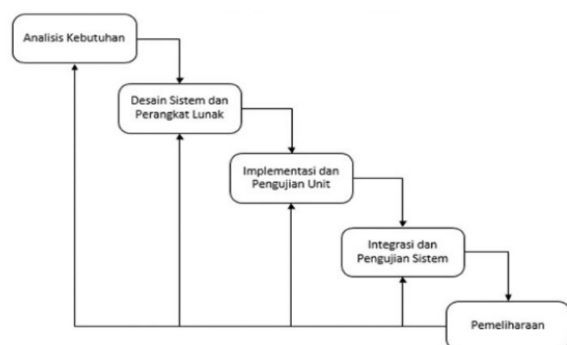 Analisis Kebutuhan
Desain Sistem dan
Perangkat Lunak
Implementasi dan
Pengujian Unit
Integrasi dan
Pengujian Sistem
Pemeliharaan